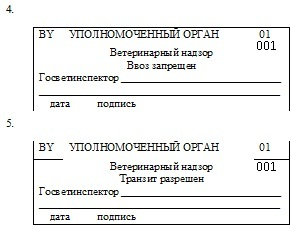 4.
BY УПОЛНОМОЧЕННЫЙ ОРГАН 01
001
Ветеринарный надзор
Ввоз запрещен
Госветинспектор
дата подпись
5.
BY УПОЛНОМОЧЕННЫЙ ОРГАН 01
Ветеринарный надзор 001
Транзит разрешен
Госветинспектор
дата подпись